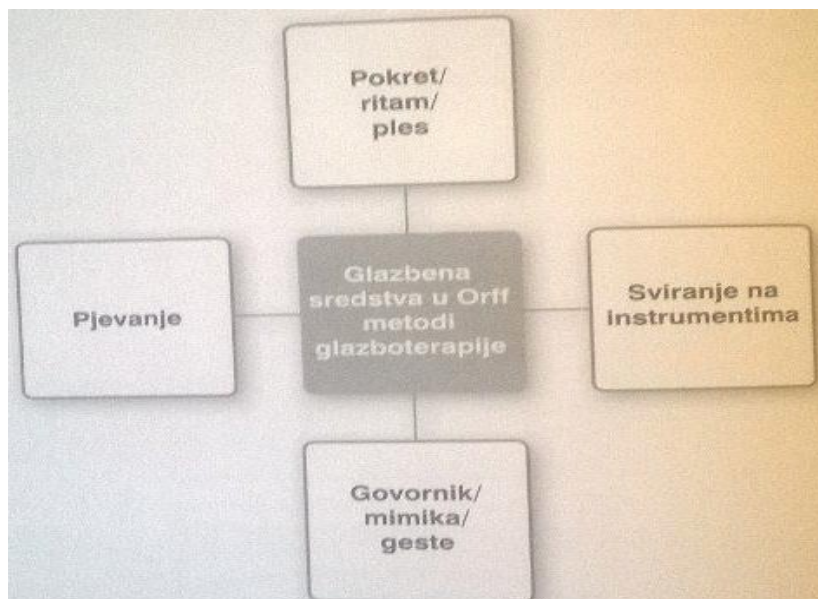 Pokret/
ritam/
ples
Pjevanje
Glazbena
sredstva u Orff
metodi
glazboterapije
Sviranje na
instrumentima
Govornik/
mimika/
geste